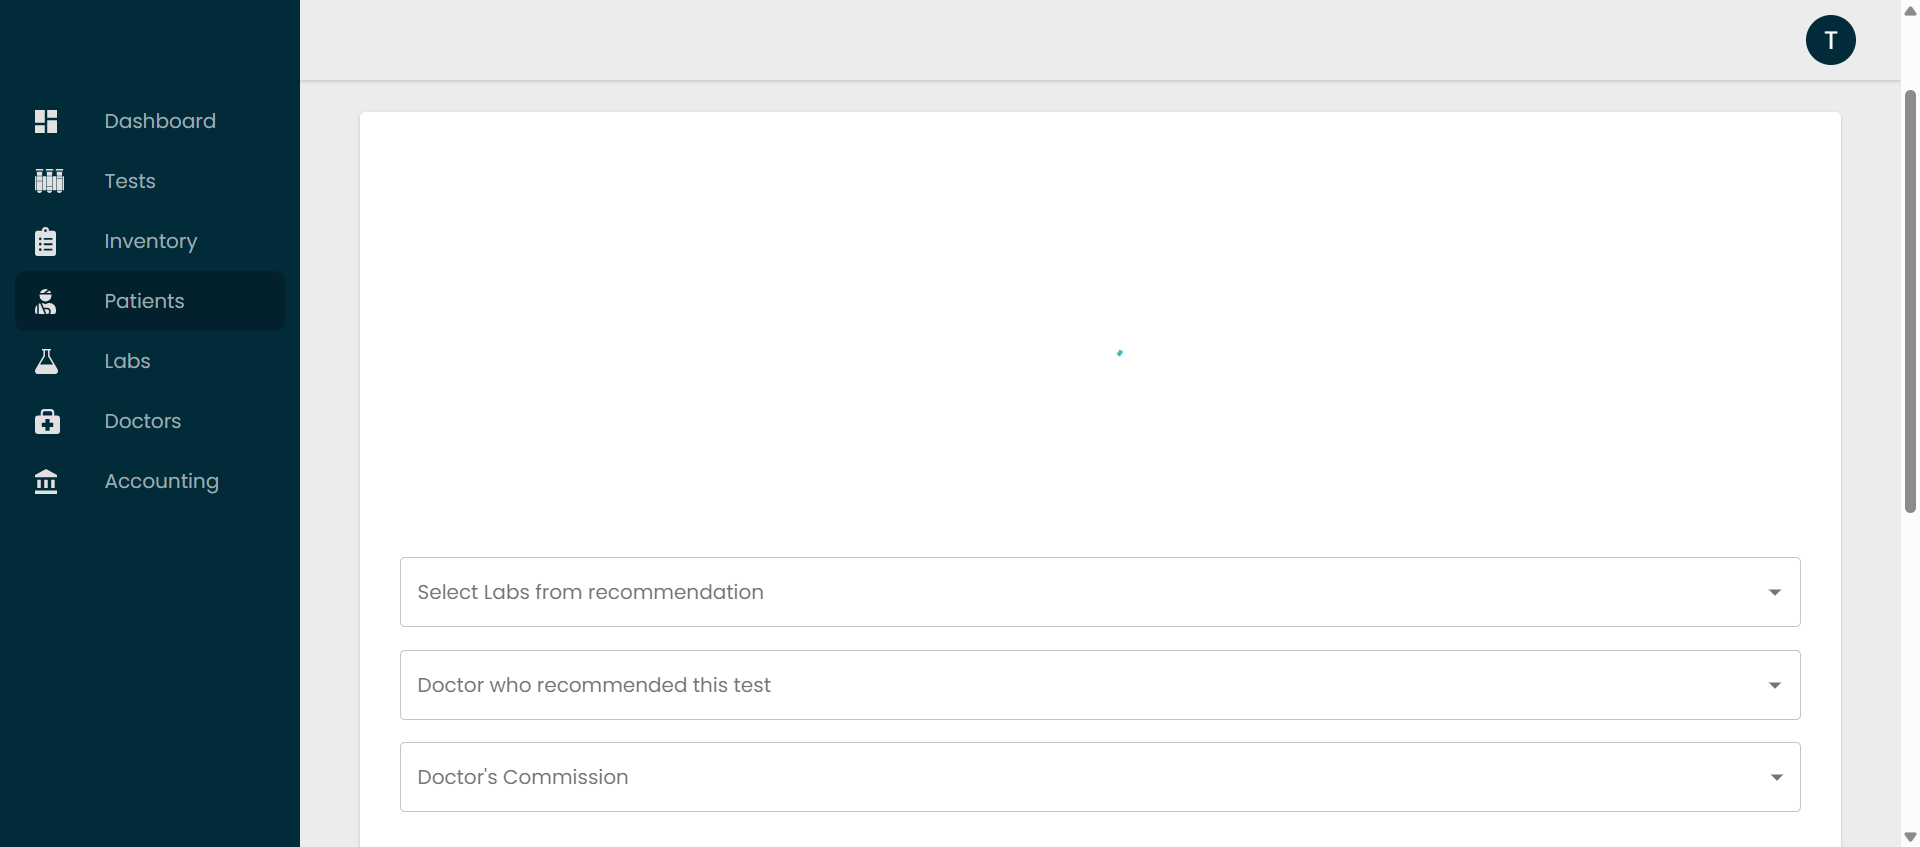 T
Dashboard
Tests
Inventory
Patients
Labs
Doctors
Accounting
Select Labs from recommendation
Doctor who recommended this test
Doctor's Commission